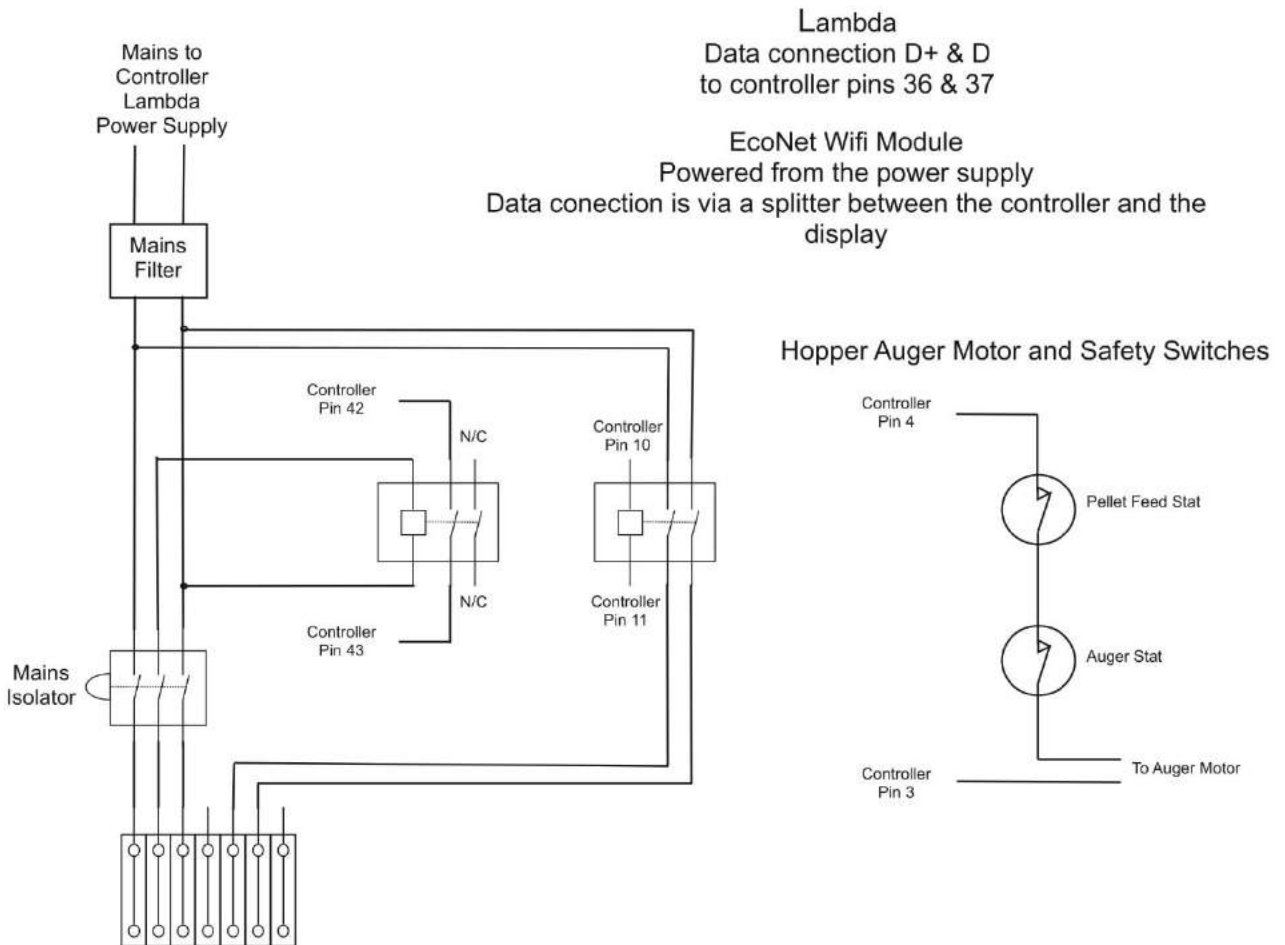 Lambda
Data connection D+ & D
to controller pins 36 & 37
EcoNet Wifi Module
Powered from the power supply
Data conection is via a splitter between the controller and the
display
Mains to
Controller
Lambda
Power Supply
Mains
Filter
Controller
Pin 42
N/C
Controller
Pin 10
N/C
Controller
Pin 43
Controller
Pin 11
Mains
Isolator
Hopper Auger Motor and Safety Switches
Controller
Pin 4
Pellet Feed Stat
Auger Stat
To Auger Motor
Controller
Pin 3